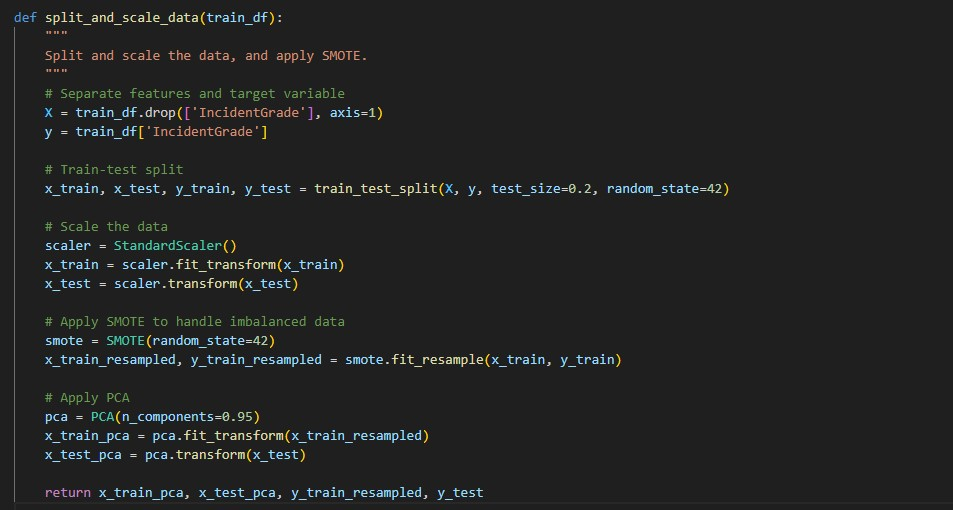 def split_and_scale_data(train_df):
    """
    Split and scale the data, and apply SMOTE.
    """
    # Separate features and target variable
    X = train_df.drop(['IncidentGrade'], axis=1)
    y = train_df['IncidentGrade']

    # Train-test split
    x_train, x_test, y_train, y_test = train_test_split(X, y, test_size=0.2, random_state=42)

    # Scale the data
    scaler = StandardScaler()
    x_train = scaler.fit_transform(x_train)
    x_test = scaler.transform(x_test)

    # Apply SMOTE to handle imbalanced data
    smote = SMOTE(random_state=42)
    x_train_resampled, y_train_resampled = smote.fit_resample(x_train, y_train)

    # Apply PCA
    pca = PCA(n_components=0.95)
    x_train_pca = pca.fit_transform(x_train_resampled)
    x_test_pca = pca.transform(x_test)

    return x_train_pca, x_test_pca, y_train_resampled, y_test